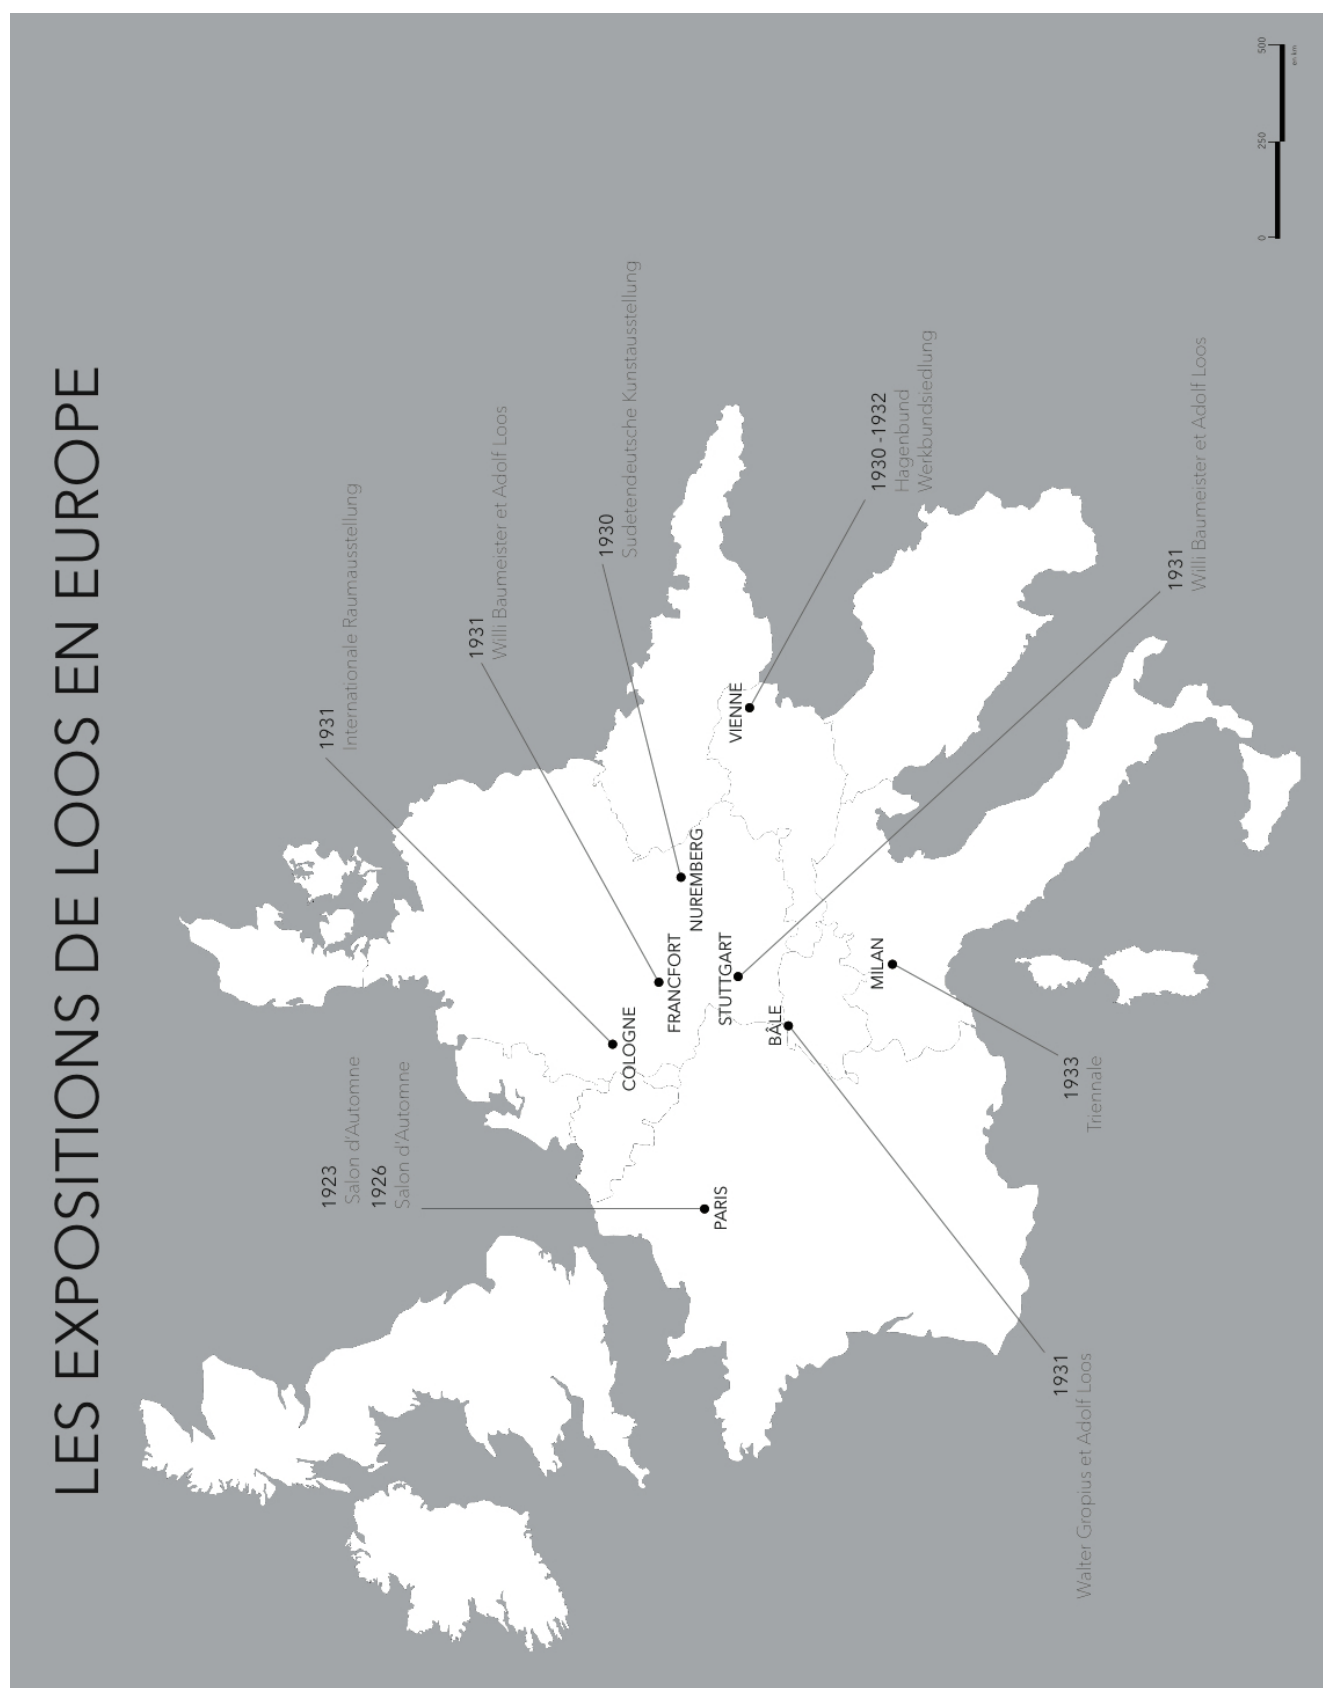 LES EXPOSITIONS DE LOOS EN EUROPE
1923
Salon d'Automne
1926
Salon d'Automne
1931
Internationale Raumausstellung
1931
Willi Baumeister et Adolf Loos
1930
Sudetendeutsche Kunstausstellung
COLOGNE
FRANCFORT
NUREMBERG
PARIS
STUTTGART
VIENNE
BÂLE
MILAN
1930 -1932
Hagenbund
Werkbundsiedlung
1931
Walter Gropius et Adolf Loos
1933
Triennale
1931
Willi Baumeister et Adolf Loos
0
250
500
en km